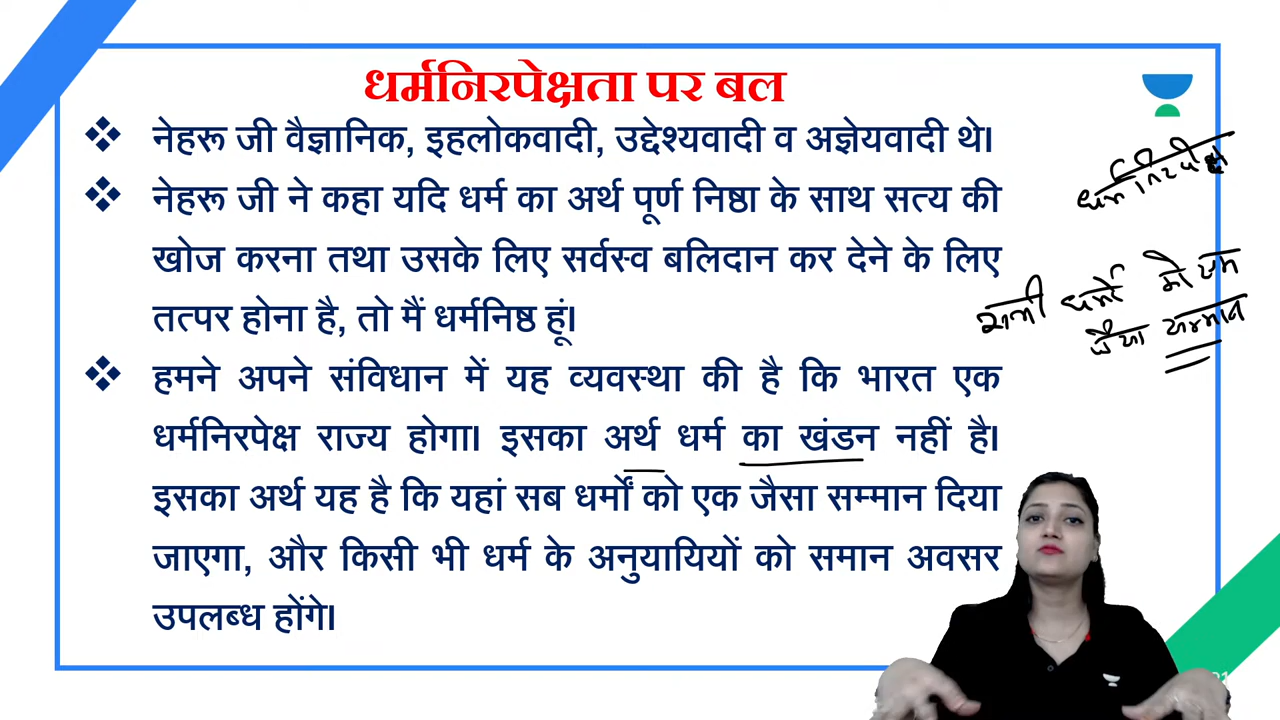 धर्मनिरपेक्षता पर बल
नेहरू जी वैज्ञानिक, इहलोकवादी, उद्देश्यवादी व अज्ञेयवादी थे।
नेहरू जी ने कहा यदि धर्म का अर्थ पूर्ण निष्ठा के साथ सत्य की
खोज करना तथा उसके लिए सर्वस्व बलिदान कर देने के लिए
तत्पर होना है, तो मैं धर्मनिष्ठ हूं।
हमने अपने संविधान में यह व्यवस्था की है कि भारत एक
धर्मनिरपेक्ष राज्य होगा। इसका अर्थ धर्म का खंडन नहीं है।
इसका अर्थ यह है कि यहां सब धर्मों को एक जैसा सम्मान दिया
जाएगा, और किसी भी धर्म के अनुयायियों को समान अवसर
उपलब्ध होंगे।
सभी धर्मो को एक
जैसा सम्मान